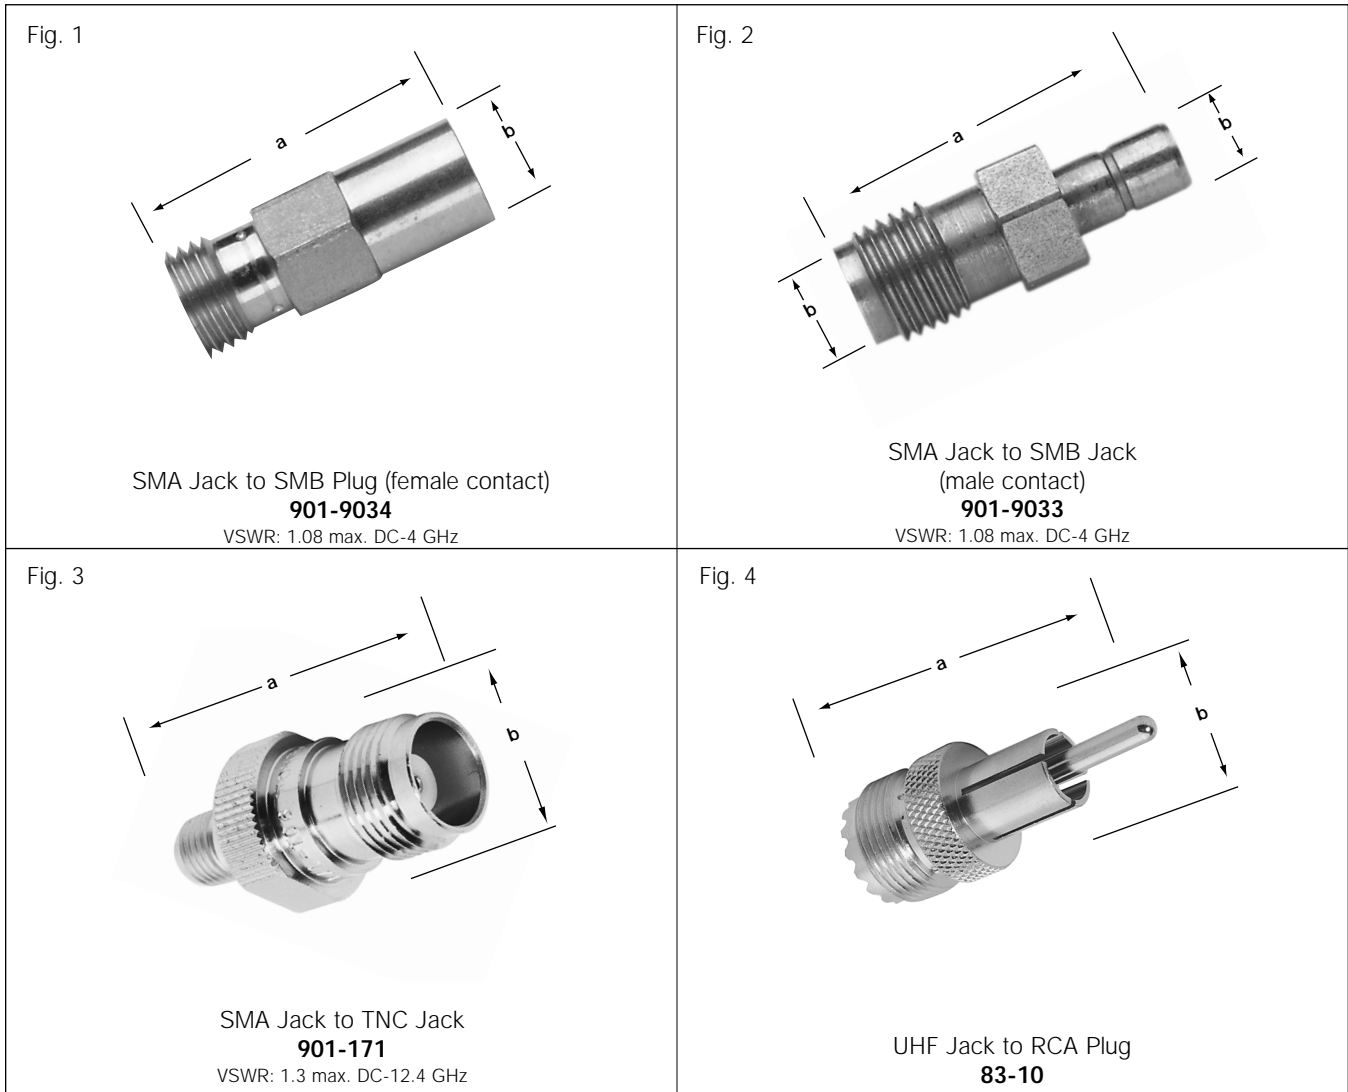 Fig. 1
a
b
SMA Jack to SMB Plug (female contact)
901-9034
VSWR: 1.08 max. DC-4 GHz
Fig. 2
a
b
b
SMA Jack to SMB Jack
(male contact)
901-9033
VSWR: 1.08 max. DC-4 GHz
Fig. 3
a
b
SMA Jack to TNC Jack
901-171
VSWR: 1.3 max. DC-12.4 GHz
Fig. 4
a
b
UHF Jack to RCA Plug
83-10